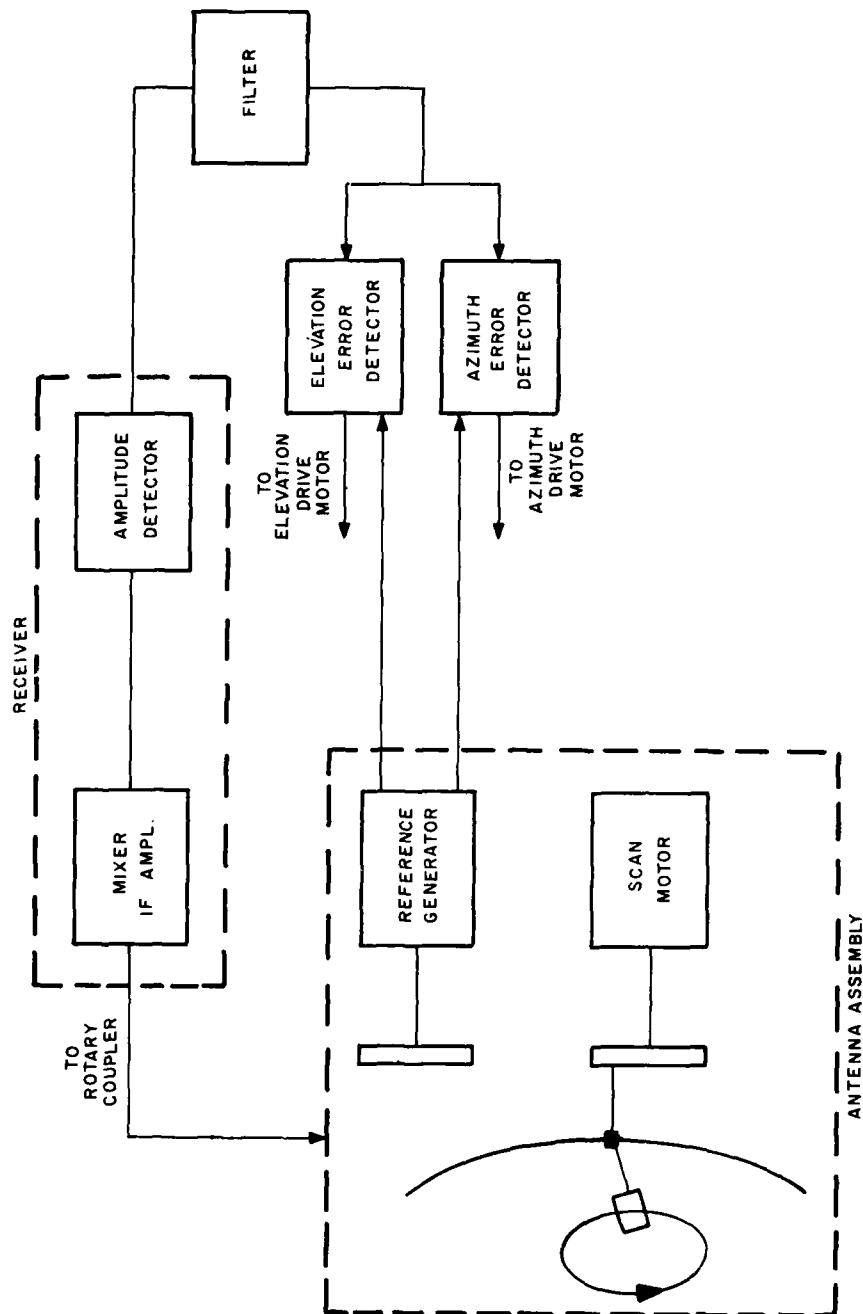 RECEIVER
TO
ROTARY
COUPLER
MIXER
IF AMPL.
AMPLITUDE
DETECTOR
FILTER
TO
ELEVATION
DRIVE
MOTOR
ELEVATION
ERROR
DETECTOR
TO
AZIMUTH
DRIVE
MOTOR
AZIMUTH
ERROR
DETECTOR
REFERENCE
GENERATOR
SCAN
MOTOR
ANTENNA ASSEMBLY